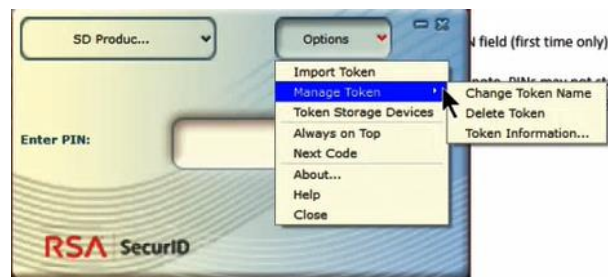 SD Produc...
Options
field (first time only)
Import Token
Manage Token
Change Token Name
Token Storage Devices
Delete Token
Always on Top
Token Information...
Enter PIN:
Next Code
About...
Help
Close
RSA SecurID